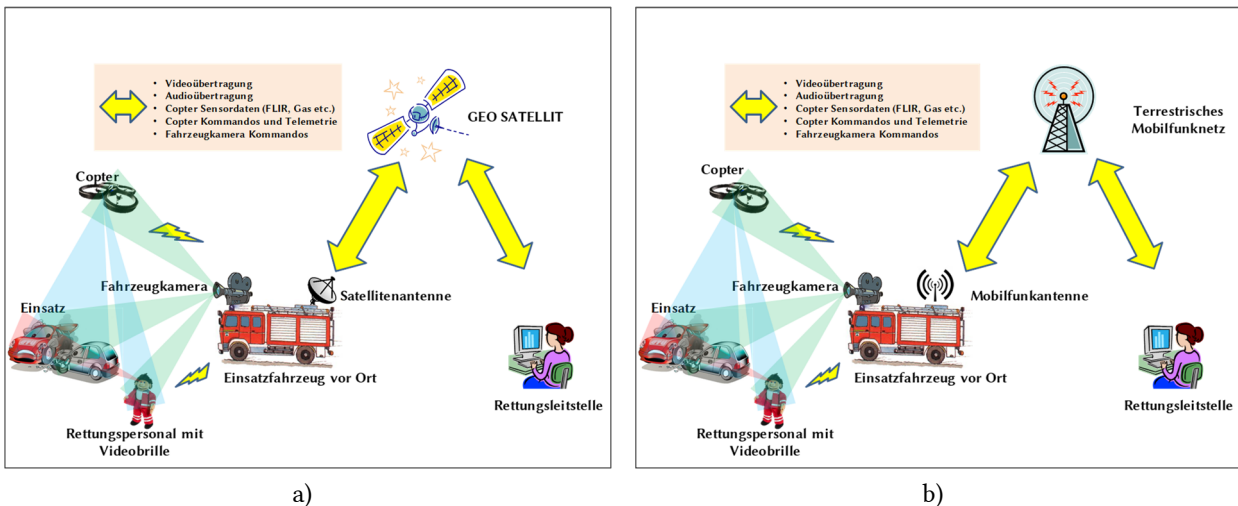 • Videoübertragung
• Audioübertragung
• Copter Sensordaten (FLIR, Gas etc.)
• Copter Kommandos und Telemetrie
• Fahrzeugkamera Kommandos
GEO SATELLIT
Copter
Fahrzeugkamera
Satellitenantenne
Einsatz
Einsatzfahrzeug vor Ort
Rettungsleitstelle
Rettungspersonal mit
Videobrille
a)
• Videoübertragung
• Audioübertragung
• Copter Sensordaten (FLIR, Gas etc.)
• Copter Kommandos und Telemetrie
• Fahrzeugkamera Kommandos
Terrestrisches
Mobilfunknetz
Copter
Fahrzeugkamera
Mobilfunkantenne
Einsatz
Einsatzfahrzeug vor Ort
Rettungsleitstelle
Rettungspersonal mit
Videobrille
b)